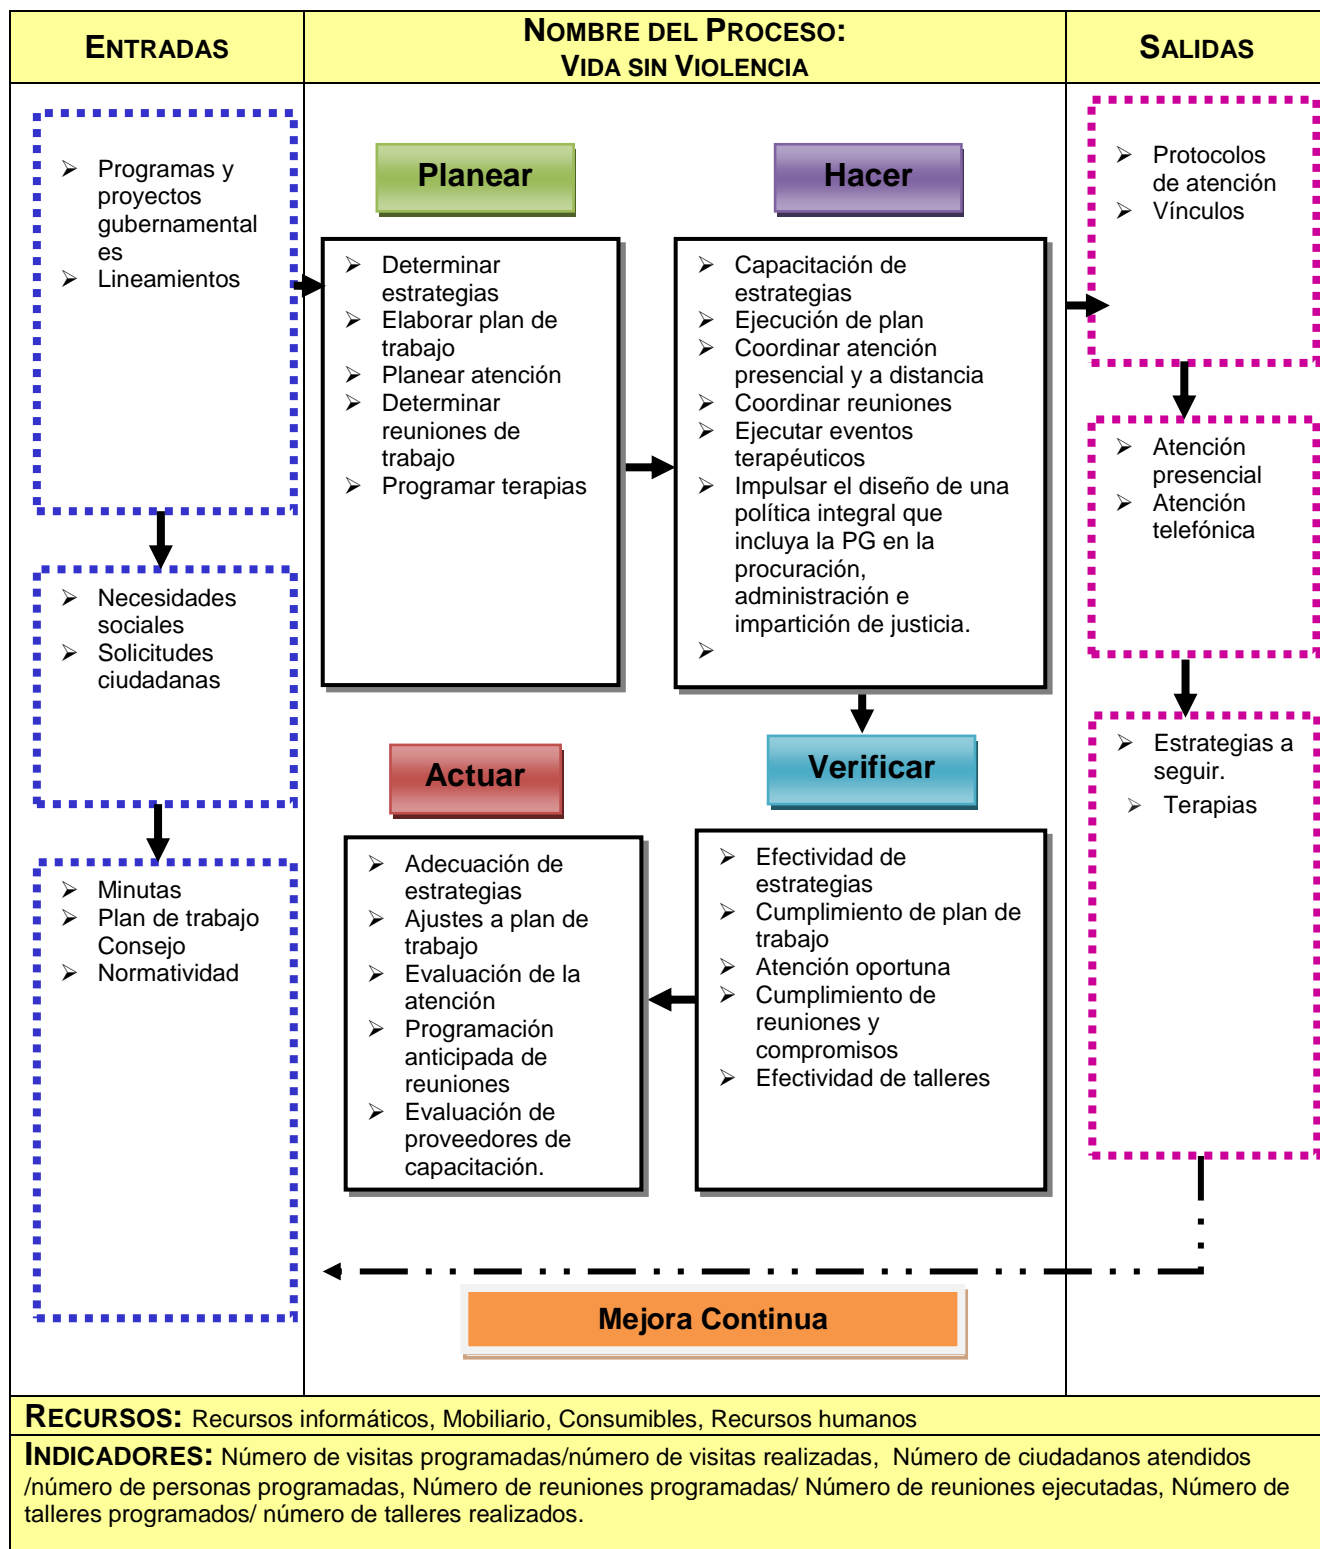 ENTRADAS
NOMBRE DEL PROCESO:
VIDA SIN VIOLENCIA
SALIDAS
➢ Programas y
proyectos
gubernamental
es
➢ Lineamientos
➢ Necesidades
sociales
➢ Solicitudes
ciudadanas
➢ Minutas
➢ Plan de trabajo
Consejo
➢ Normatividad
Planear
➢ Determinar
estrategias
➢ Elaborar plan de
trabajo
➢ Planear atención
➢ Determinar
reuniones de
trabajo
➢ Programar terapias
Hacer
➢ Capacitación de
estrategias
➢ Ejecución de plan
➢ Coordinar atención
presencial y a distancia
➢ Coordinar reuniones
➢ Ejecutar eventos
terapéuticos
➢ Impulsar el diseño de una
política integral que
incluya la PG en la
procuración,
administración e
impartición de justicia.
➢
Actuar
➢ Adecuación de
estrategias
➢ Ajustes a plan de
trabajo
➢ Evaluación de la
atención
➢ Programación
anticipada de
reuniones
➢ Evaluación de
proveedores de
capacitación.
Verificar
➢ Efectividad de
estrategias
➢ Cumplimiento de plan de
trabajo
➢ Atención oportuna
➢ Cumplimiento de
reuniones y
compromisos
➢ Efectividad de talleres
➢ Protocolos
de atención
➢ Vínculos
➢ Atención
presencial
➢ Atención
telefónica
➢ Estrategias a
seguir.
➢ Terapias
Mejora Continua
RECURSOS: Recursos informáticos, Mobiliario, Consumibles, Recursos humanos
INDICADORES: Número de visitas programadas/número de visitas realizadas, Número de ciudadanos atendidos
/número de personas programadas, Número de reuniones programadas/ Número de reuniones ejecutadas, Número de
talleres programados/ número de talleres realizados.